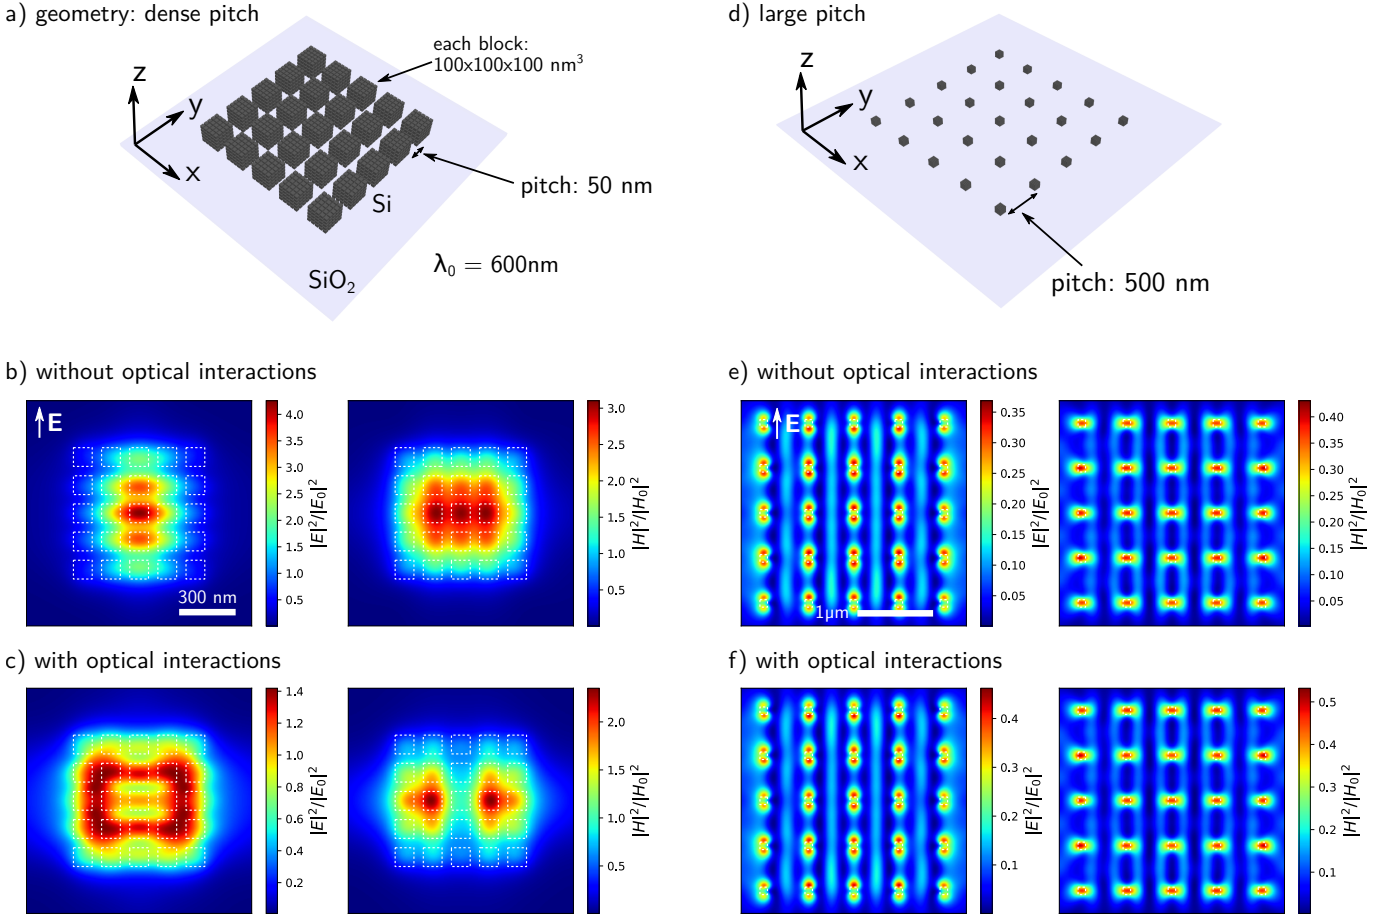 a) geometry: dense pitch
each block:
100x100x100 nm³
z
y
x
pitch: 50 nm
Si
SiO₂
λ₀ = 600nm
d) large pitch
z
y
x
pitch: 500 nm
b) without optical interactions
E
300 nm
4.0
3.5
3.0
2.5
2.0
1.5
1.0
0.5
|E|²/|E₀|²
3.0
2.5
2.0
1.5
1.0
0.5
|H|²/|H₀|²
e) without optical interactions
E
1µm
0.35
0.30
0.25
0.20
0.15
0.10
0.05
|E|²/|E₀|²
0.40
0.35
0.30
0.25
0.20
0.15
0.10
0.05
|H|²/|H₀|²
c) with optical interactions
1.4
1.2
1.0
0.8
0.6
0.4
0.2
|E|²/|E₀|²
2.0
1.5
1.0
0.5
|H|²/|H₀|²
f) with optical interactions
0.4
0.3
0.2
0.1
|E|²/|E₀|²
0.5
0.4
0.3
0.2
0.1
|H|²/|H₀|²